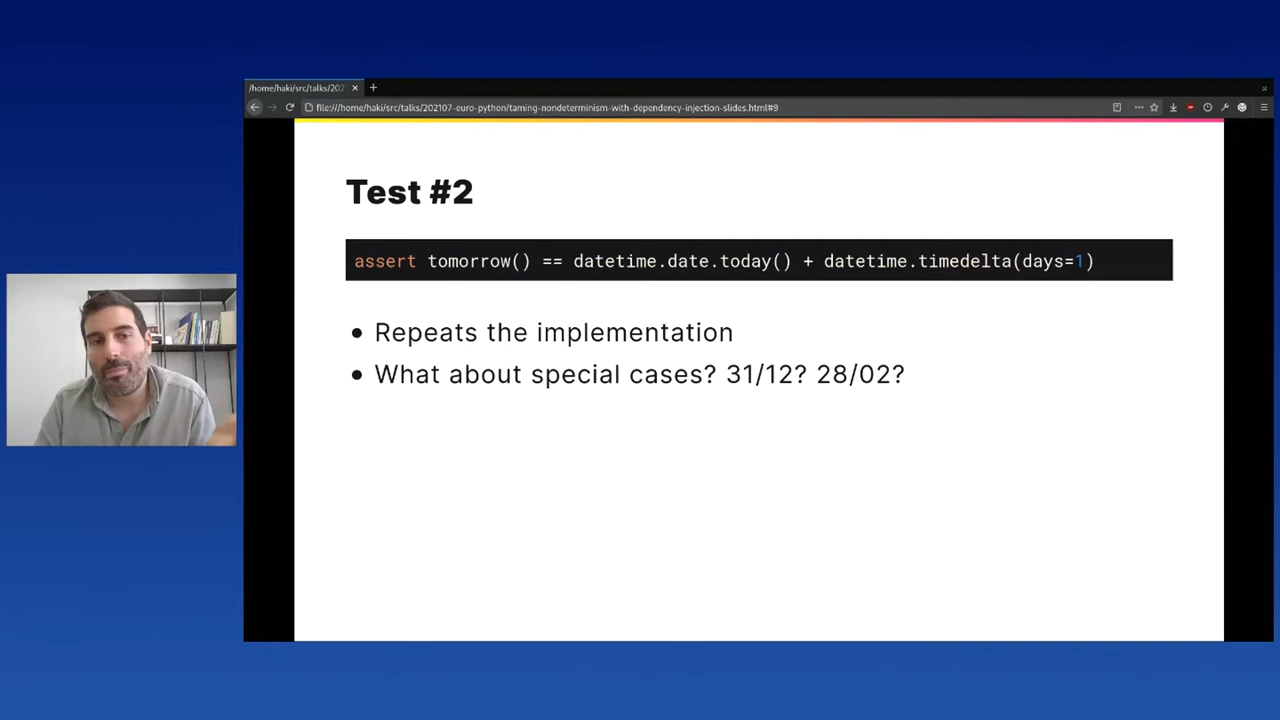 /home/haki/src/talks/202
file:///home/haki/src/talks/202107-euro-python/taming-nondeterminism-with-dependency-injection-slides.html#9
Test #2
assert tomorrow() == datetime.date.today() + datetime.timedelta(days=1)
• Repeats the implementation
• What about special cases? 31/12? 28/02?